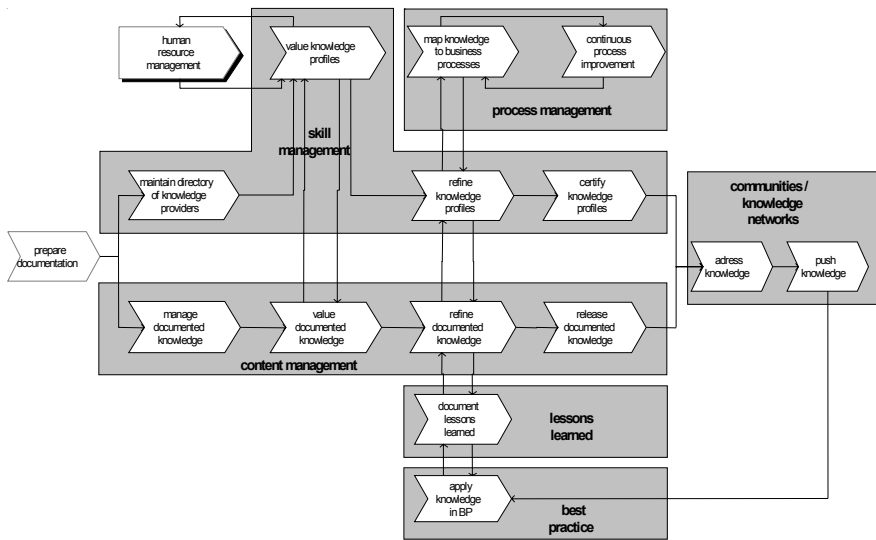 human
resource
management
value knowledge
profiles
map knowledge
to business
processes
continuous
process
improvement
process management
skill
management
maintain directory
of knowledge
providers
refine
knowledge
profiles
certify
knowledge
profiles
communities /
knowledge
networks
prepare
documentation
adress
knowledge
push
knowledge
manage
documented
knowledge
value
documented
knowledge
refine
documented
knowledge
release
documented
knowledge
content management
document
lessons
learned
lessons
learned
apply
knowledge
in BP
best
practice